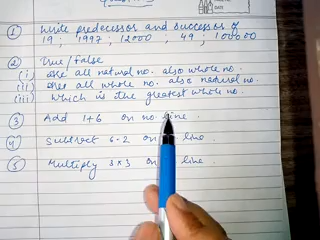 ① Write predecessor and successor of
19, 1997, 12000, 49, 100000
② True/False
(i) are all natural no. also whole no.
(ii) are all whole no. also natural no.
(iii) which is the greatest whole no.
③ Add 1+6 on no. line.
④ Subtract 6-2 on line.
⑤ Multiply 3x3 on line.